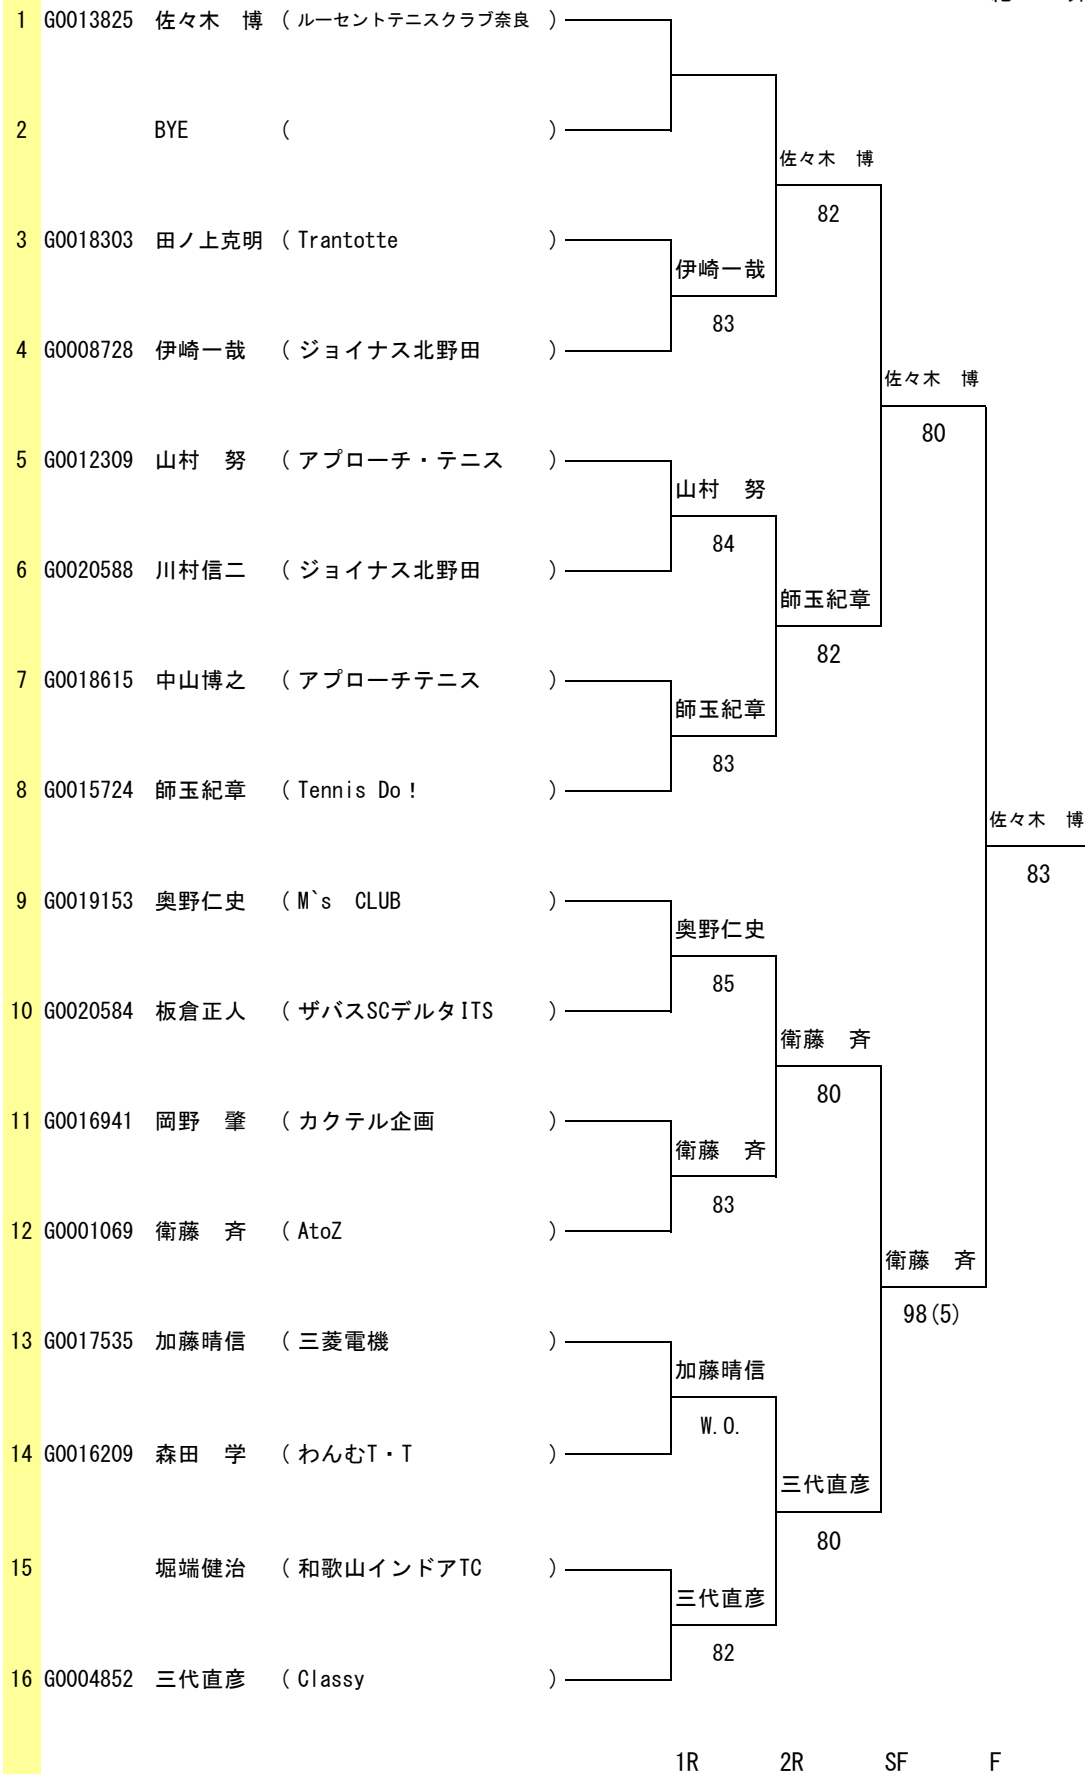 1 G0013825 佐々木　博 ( ルーセントテニスクラブ奈良 )
2 BYE ( )
佐々木　博
82
3 G0018303 田ノ上克明 ( Trantotte )
伊崎一哉
83
4 G0008728 伊崎一哉 ( ジョイナス北野田 )
佐々木　博
80
5 G0012309 山村　努 ( アプローチ・テニス )
山村　努
84
6 G0020588 川村信二 ( ジョイナス北野田 )
師玉紀章
82
7 G0018615 中山博之 ( アプローチテニス )
師玉紀章
83
8 G0015724 師玉紀章 ( Tennis Do！ )
佐々木　博
83
9 G0019153 奥野仁史 ( M`s　CLUB )
奥野仁史
85
10 G0020584 板倉正人 ( ザバスSCデルタITS )
衛藤　斉
80
11 G0016941 岡野　肇 ( カクテル企画 )
衛藤　斉
83
12 G0001069 衛藤　斉 ( AtoZ )
衛藤　斉
98(5)
13 G0017535 加藤晴信 ( 三菱電機 )
加藤晴信
W.O.
14 G0016209 森田　学 ( わんむT・T )
三代直彦
80
15 堀端健治 ( 和歌山インドアTC )
三代直彦
82
16 G0004852 三代直彦 ( Classy )
1R 2R SF F